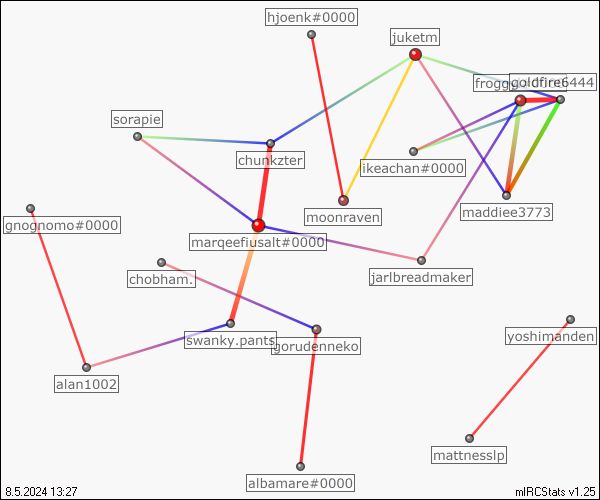 hjoenk#0000
juketm
goldfire6444
sorapie
chunkzter
ikeachan#0000
maddiee3773
moonraven
gnognomo#0000
marqeefiusalt#0000
chobham.
jarlbreadmaker
swanky.pants
gorudenneko
yoshimanden
alan1002
mattnesslp
albamare#0000
8.5.2024 13:27
mIRCStats v1.25